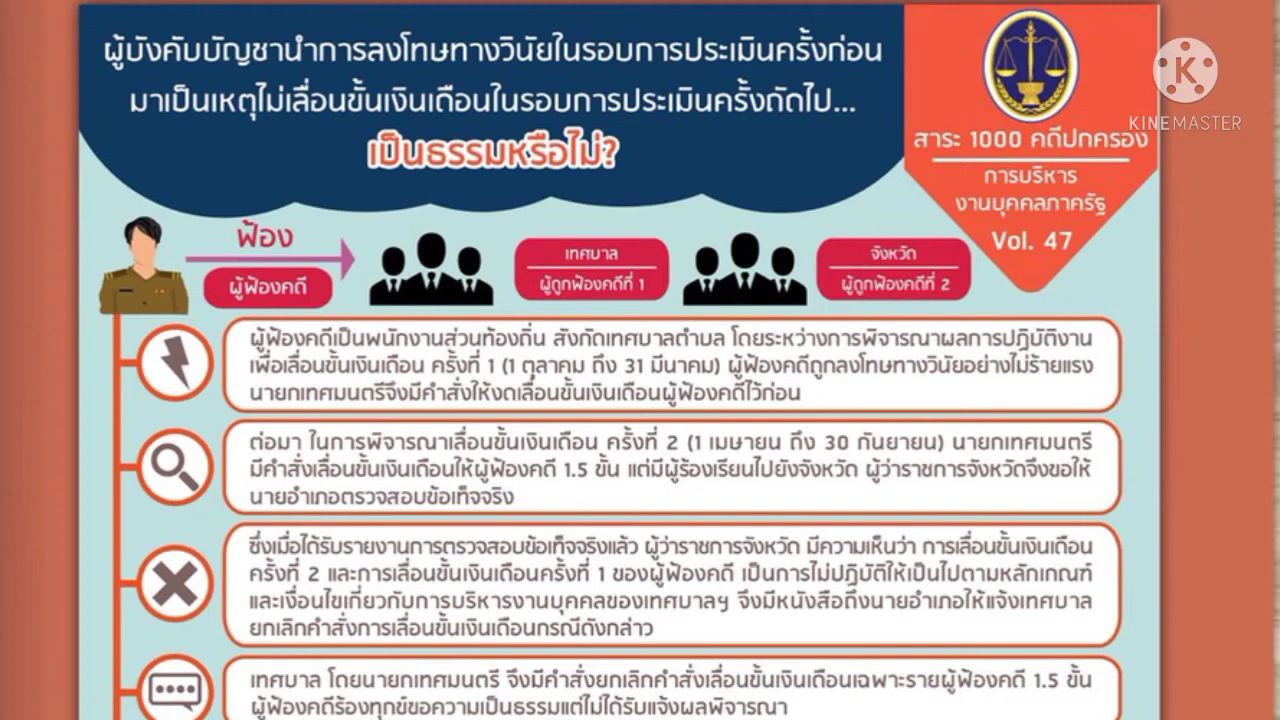 ผู้บังคับบัญชานำการลงโทษทางวินัยในรอบการประเมินครั้งก่อน
มาเป็นเหตุไม่เลื่อนขั้นเงินเดือนในรอบการประเมินครั้งถัดไป...
เป็นธรรมหรือไม่?
K
KINEMASTER
สาระ 1000 คดีปกครอง
การบริหาร
งานบุคคลภาครัฐ
Vol. 47
ฟ้อง
ผู้ฟ้องคดี
เทศบาล
ผู้ถูกฟ้องคดีที่ 1
จังหวัด
ผู้ถูกฟ้องคดีที่ 2
ผู้ฟ้องคดีเป็นพนักงานส่วนท้องถิ่น สังกัดเทศบาลตำบล โดยระหว่างการพิจารณาผลการปฏิบัติงาน
เพื่อเลื่อนขั้นเงินเดือน ครั้งที่ 1 (1 ตุลาคม ถึง 31 มีนาคม) ผู้ฟ้องคดีถูกลงโทษทางวินัยอย่างไม่ร้ายแรง
นายกเทศมนตรีจึงมีคำสั่งให้งดเลื่อนขั้นเงินเดือนผู้ฟ้องคดีไว้ก่อน
ต่อมา ในการพิจารณาเลื่อนขั้นเงินเดือน ครั้งที่ 2 (1 เมษายน ถึง 30 กันยายน) นายกเทศมนตรี
มีคำสั่งเลื่อนขั้นเงินเดือนให้ผู้ฟ้องคดี 1.5 ขั้น แต่มีผู้ร้องเรียนไปยังจังหวัด ผู้ว่าราชการจังหวัดจึงขอให้
นายอำเภอตรวจสอบข้อเท็จจริง
ซึ่งเมื่อได้รับรายงานการตรวจสอบข้อเท็จจริงแล้ว ผู้ว่าราชการจังหวัด มีความเห็นว่า การเลื่อนขั้นเงินเดือน
ครั้งที่ 2 และการเลื่อนขั้นเงินเดือนครั้งที่ 1 ของผู้ฟ้องคดี เป็นการไม่ปฏิบัติให้เป็นไปตามหลักเกณฑ์
และเงื่อนไขเกี่ยวกับการบริหารงานบุคคลของเทศบาลฯ จึงมีหนังสือถึงนายอำเภอให้แจ้งเทศบาล
ยกเลิกคำสั่งการเลื่อนขั้นเงินเดือนกรณีดังกล่าว
เทศบาล โดยนายกเทศมนตรี จึงมีคำสั่งยกเลิกคำสั่งเลื่อนขั้นเงินเดือนเฉพาะรายผู้ฟ้องคดี 1.5 ขั้น
ผู้ฟ้องคดีร้องทุกข์ขอความเป็นธรรมแต่ไม่ได้รับแจ้งผลพิจารณา